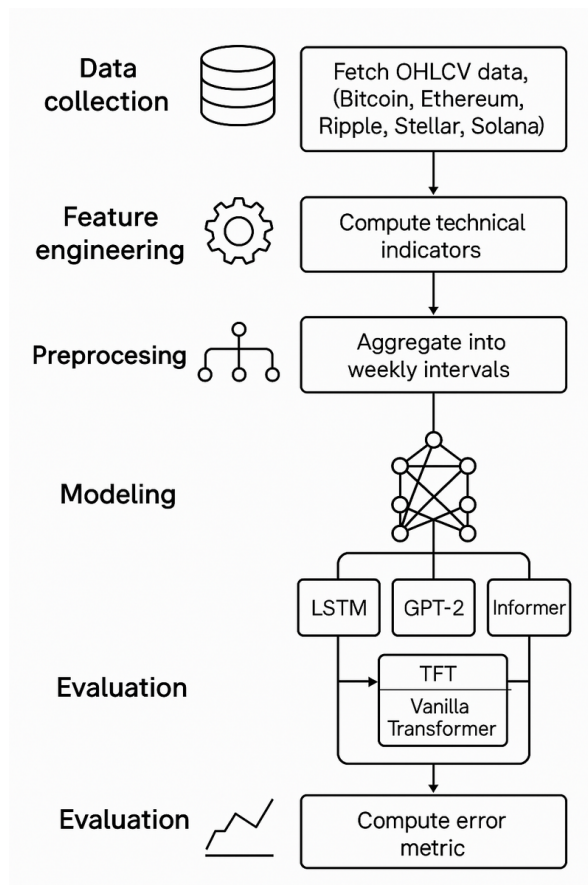 Data
collection
Fetch OHLCV data,
(Bitcoin, Ethereum,
Ripple, Stellar, Solana)
Feature
engineering
Compute technical
indicators
Preprocesing
Aggregate into
weekly intervals
Modeling
LSTM
GPT-2
Informer
Evaluation
TFT
Vanilla
Transformer
Evaluation
Compute error
metric